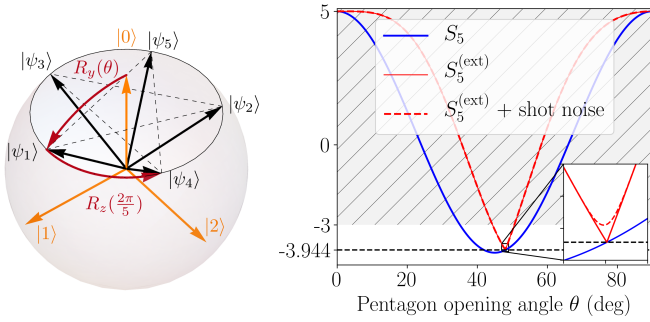 |0⟩
|ψ₅⟩
|ψ₃⟩
R_y(θ)
|ψ₂⟩
|ψ₁⟩
|ψ₄⟩
R_z(2π/5)
|1⟩
|2⟩
5
0
-3
-3.944
S₅
S₅^(ext)
S₅^(ext) + shot noise
0 20 40 60 80
Pentagon opening angle θ (deg)